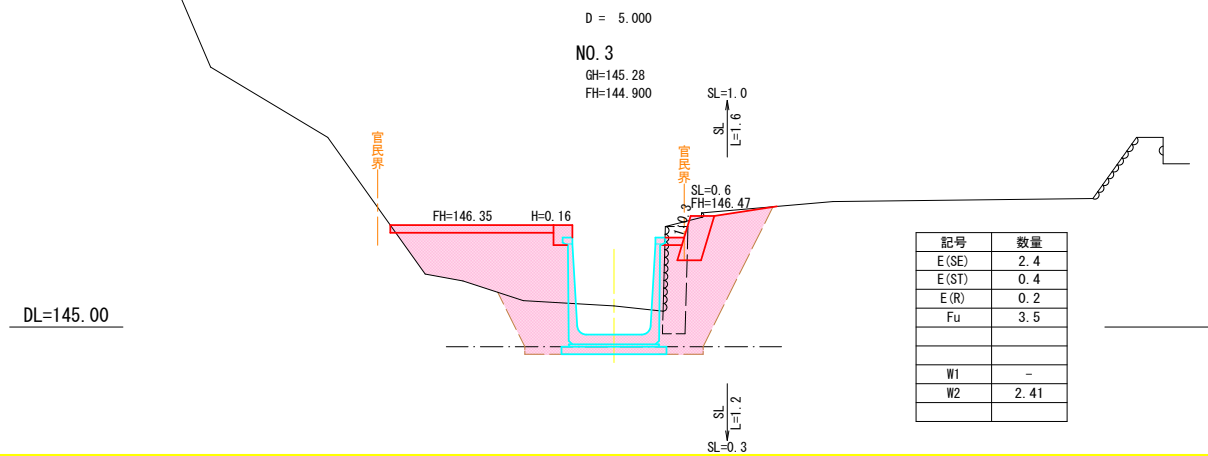 D = 5.000
NO.3
GH=145.28
FH=144.900
SL=1.0
SL
L=1.6
官民界
官民界
SL=0.6
FH=146.47
FH=146.35
H=0.16
DL=145.00
記号 数量
E(SE) 2.4
E(ST) 0.4
E(R) 0.2
Fu 3.5
W1 -
W2 2.41
SL
L=1.2
SL=0.3